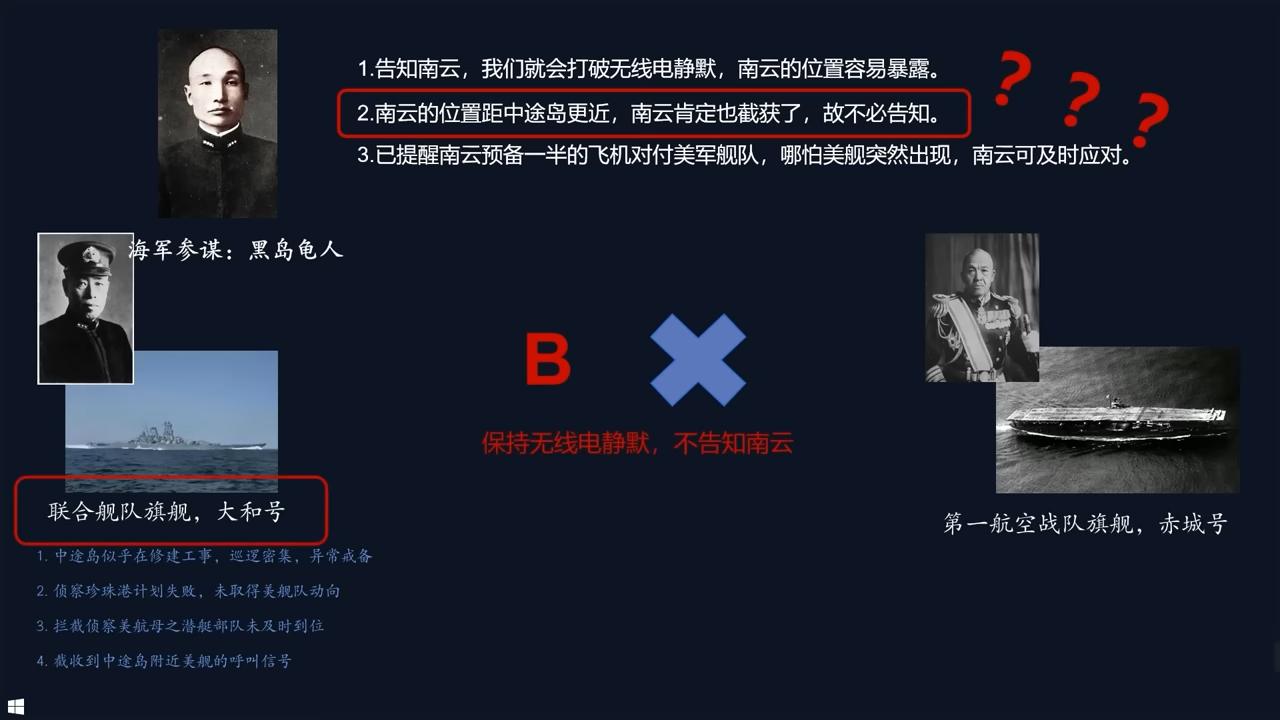 1.告知南云，我们就会打破无线电静默，南云的位置容易暴露。
2.南云的位置距中途岛更近，南云肯定也截获了，故不必告知。
3.已提醒南云预备一半的飞机对付美军舰队，哪怕美舰突然出现，南云可及时应对。
? ? ?
海军参谋：黑岛龟人
B
保持无线电静默，不告知南云
联合舰队旗舰，大和号
第一航空战队旗舰，赤城号
1. 中途岛似乎在修建工事，巡逻密集，异常戒备
2. 侦察珍珠港计划失败，未取得美舰队动向
3. 拦截侦察美航母之潜艇部队未及时到位
4. 截收到中途岛附近美舰的呼叫信号